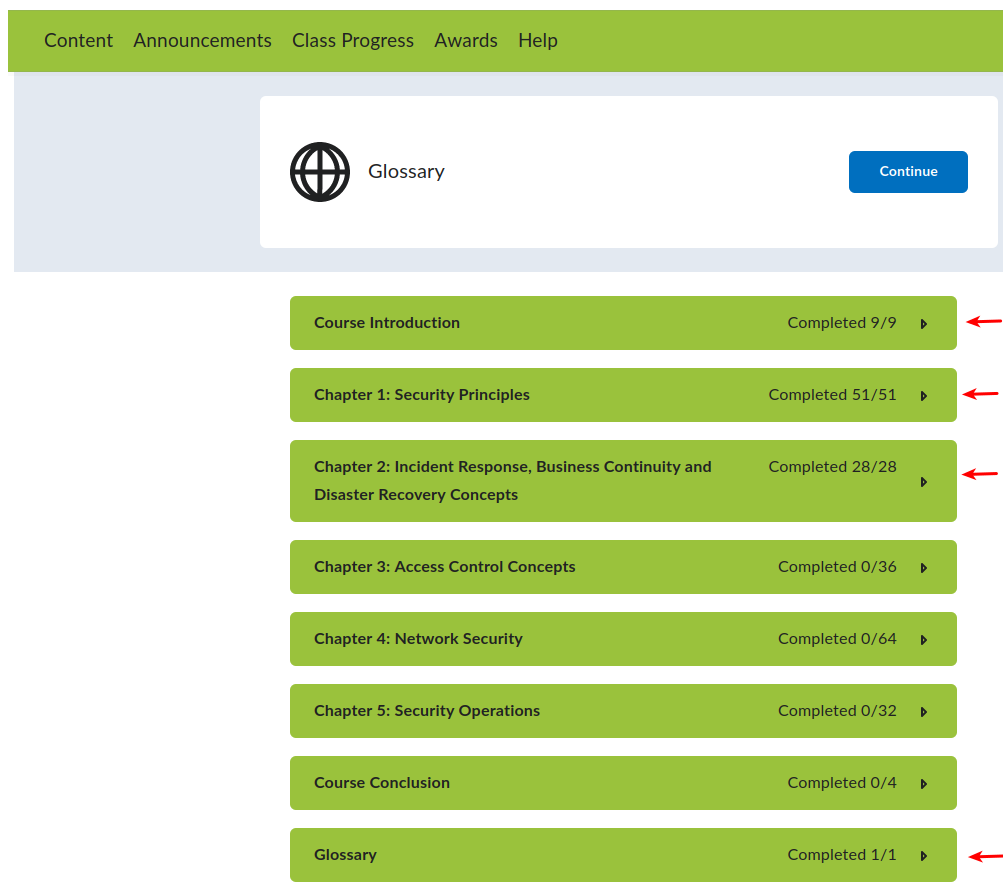 Content Announcements Class Progress Awards Help
Glossary
Continue
Course Introduction Completed 9/9
Chapter 1: Security Principles Completed 51/51
Chapter 2: Incident Response, Business Continuity and Completed 28/28
Disaster Recovery Concepts
Chapter 3: Access Control Concepts Completed 0/36
Chapter 4: Network Security Completed 0/64
Chapter 5: Security Operations Completed 0/32
Course Conclusion Completed 0/4
Glossary Completed 1/1